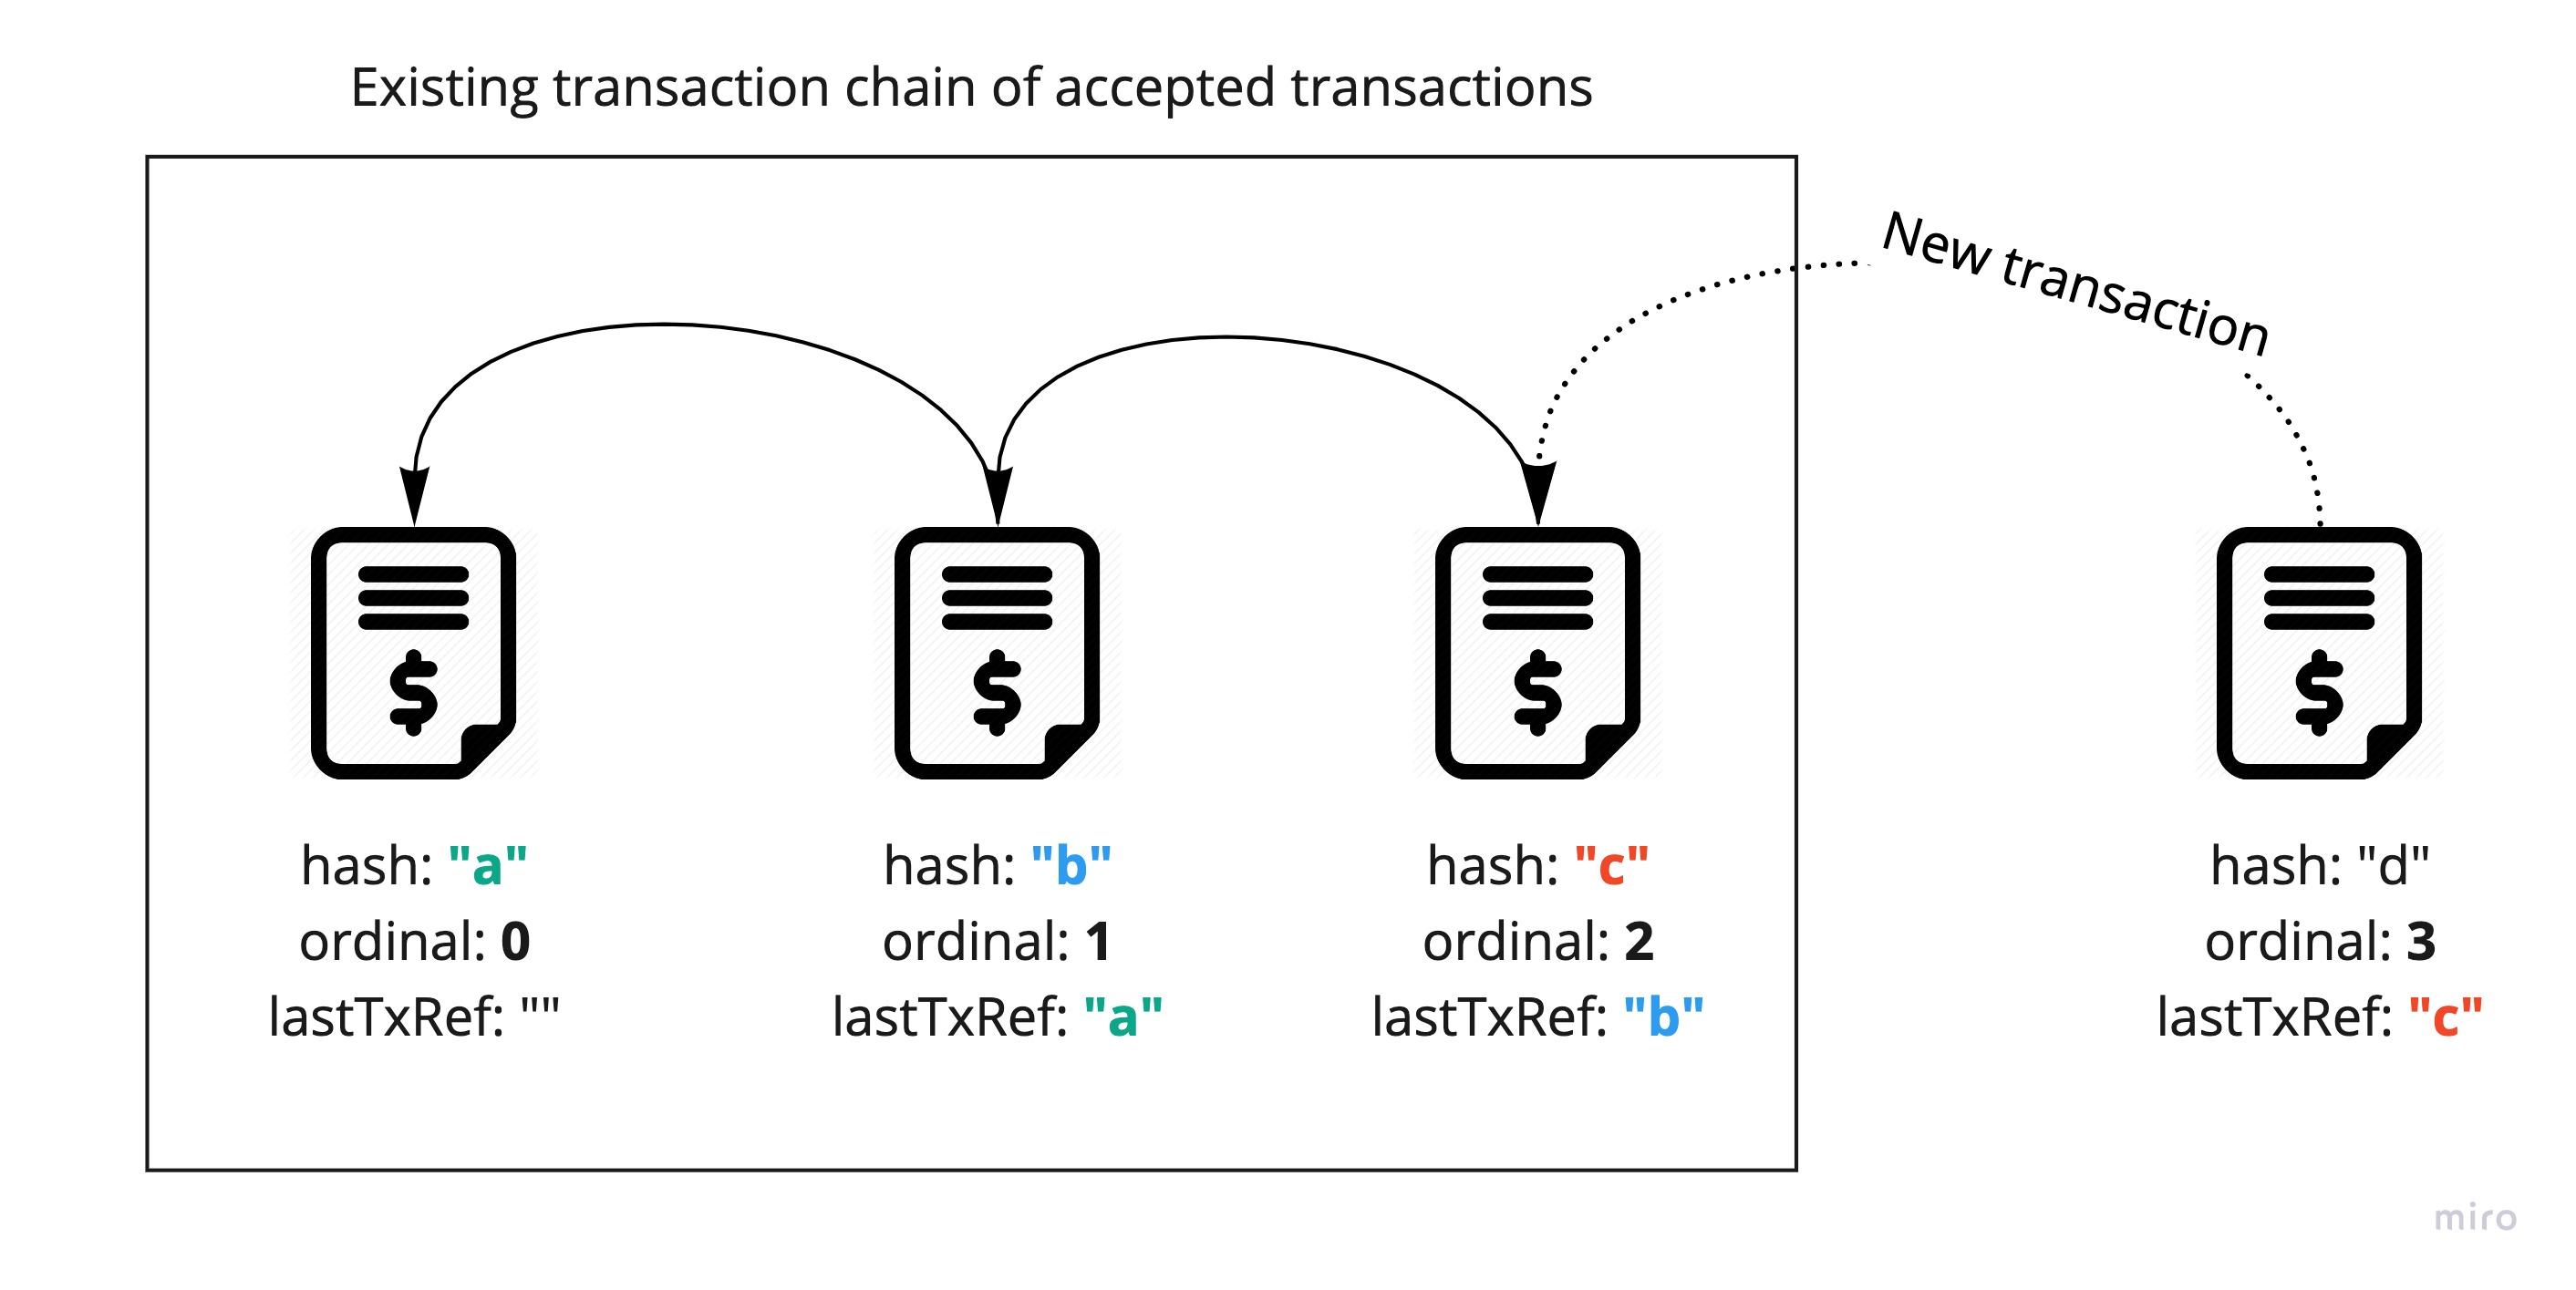 Existing transaction chain of accepted transactions
New transaction
hash: "a"
ordinal: 0
lastTxRef: ""
hash: "b"
ordinal: 1
lastTxRef: "a"
hash: "c"
ordinal: 2
lastTxRef: "b"
hash: "d"
ordinal: 3
lastTxRef: "c"
miro